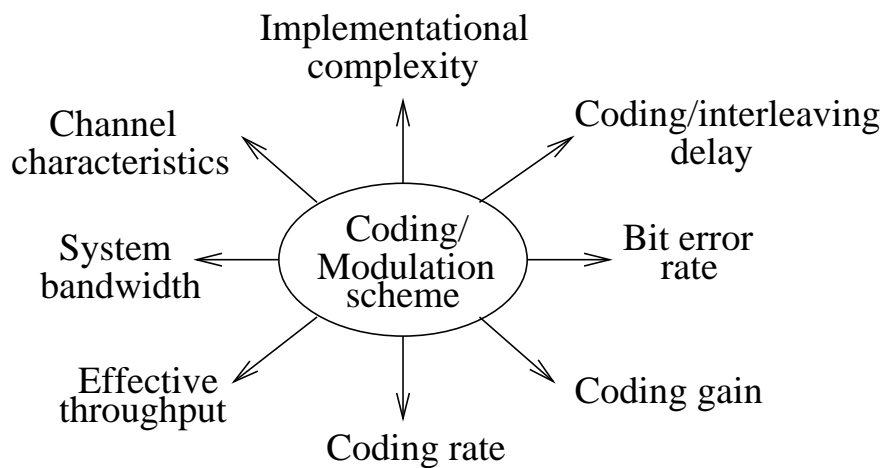 Implementational
complexity
Channel
characteristics
Coding/interleaving
delay
Coding/
Modulation
scheme
System
bandwidth
Bit error
rate
Effective
throughput
Coding gain
Coding rate